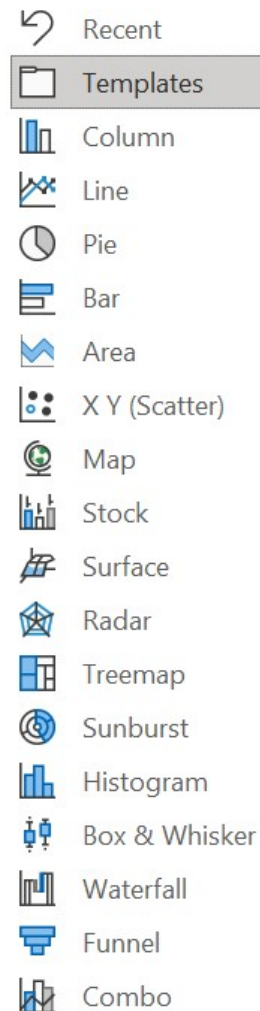 Recent
Templates
Column
Line
Pie
Bar
Area
X Y (Scatter)
Map
Stock
Surface
Radar
Treemap
Sunburst
Histogram
Box & Whisker
Waterfall
Funnel
Combo